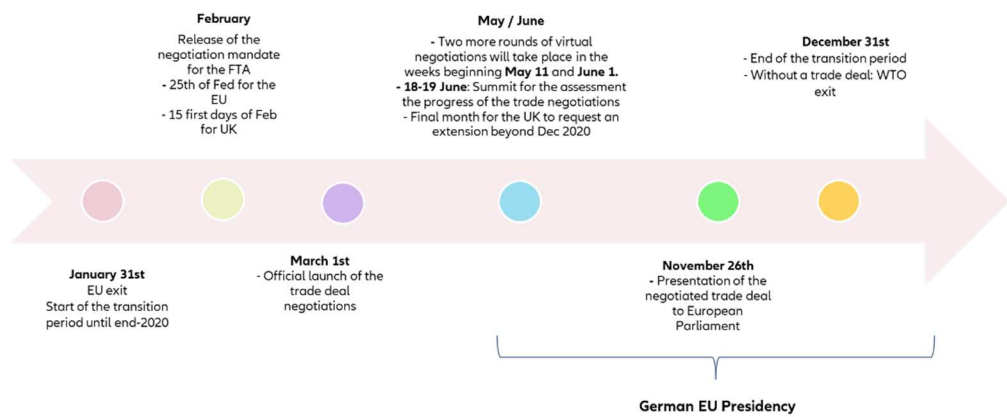 February
Release of the
negotiation mandate
for the FTA
- 25th of Fed for the
EU
- 15 first days of Feb
for UK
May / June
- Two more rounds of virtual
negotiations will take place in the
weeks beginning May 11 and June 1.
- 18-19 June: Summit for the assessment
the progress of the trade negotiations
- Final month for the UK to request an
extension beyond Dec 2020
December 31st
- End of the transition period
- Without a trade deal: WTO
exit
January 31st
EU exit
Start of the transition
period until end-2020
March 1st
- Official launch of the
trade deal
negotiations
November 26th
- Presentation of the
negotiated trade deal
to European
Parliament
German EU Presidency